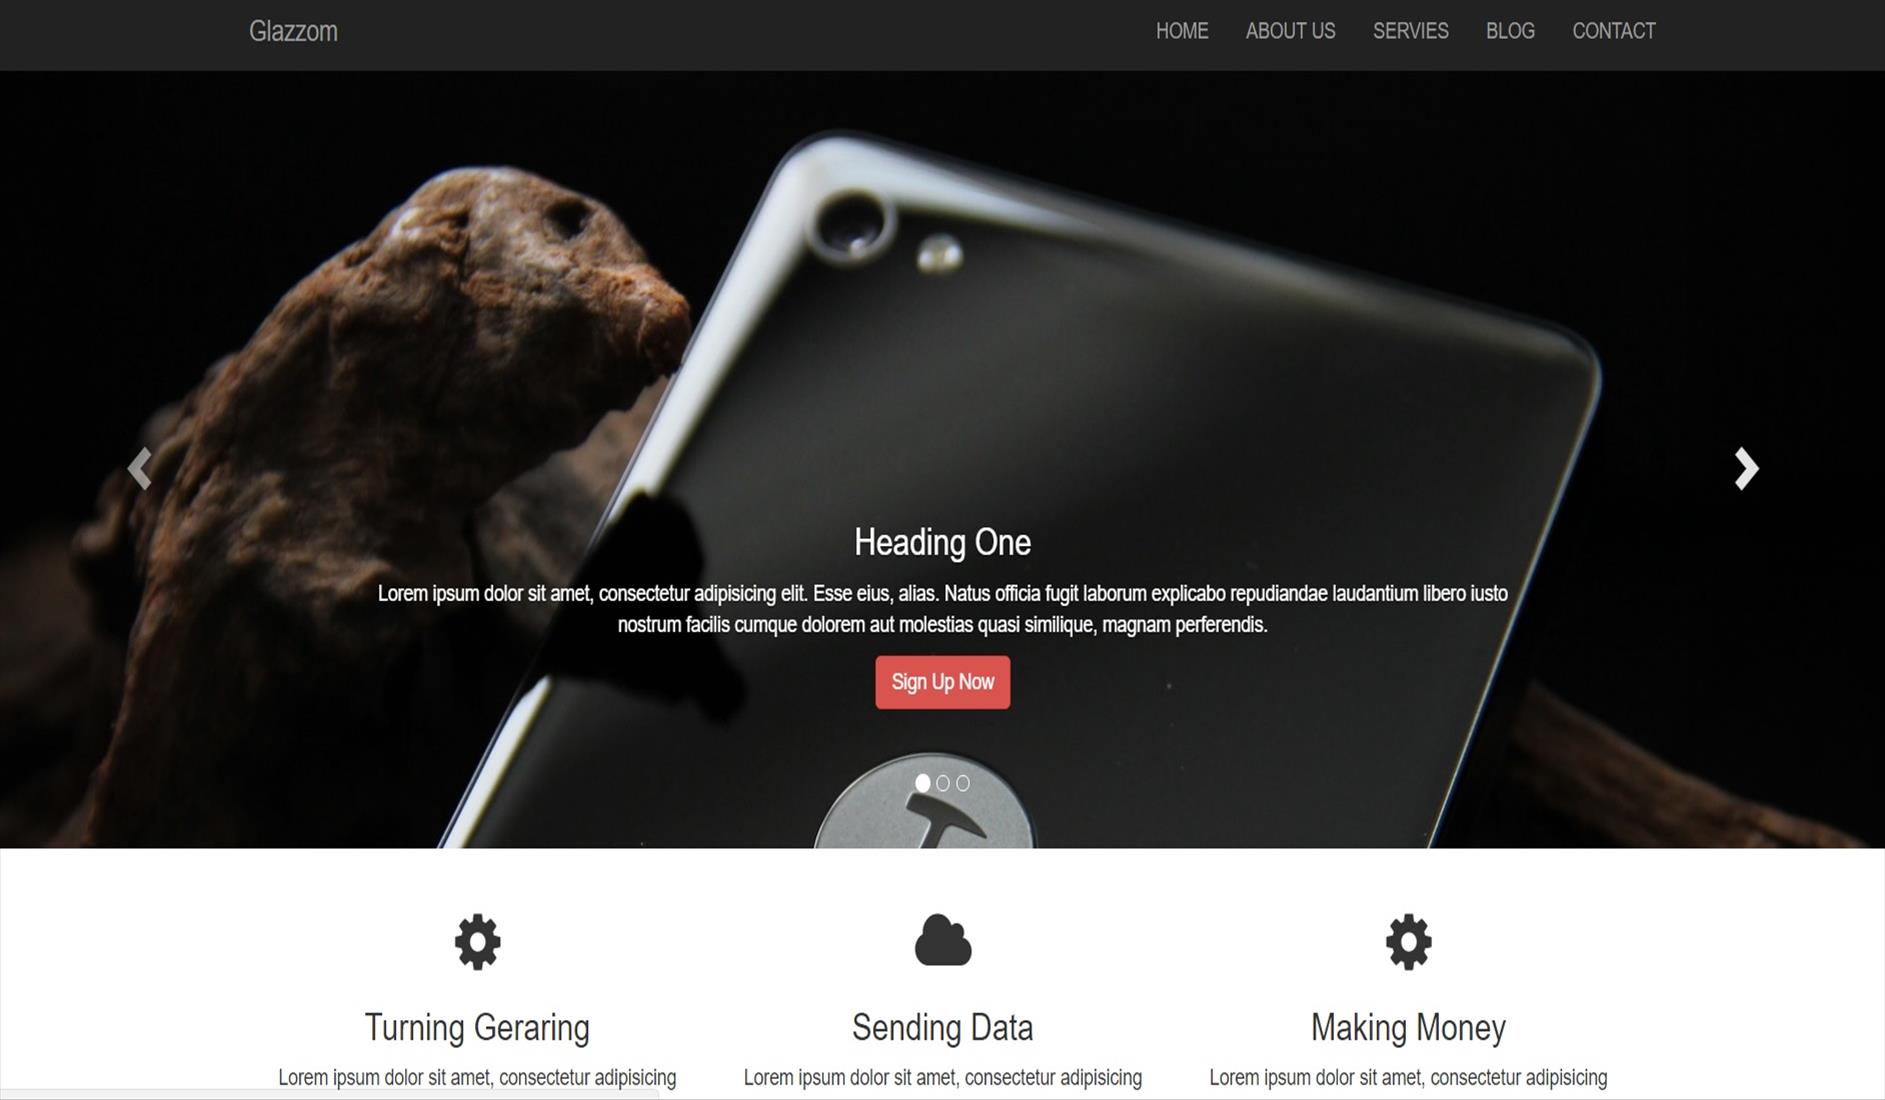 Glazzom
HOME ABOUT US SERVIES BLOG CONTACT
Heading One
Lorem ipsum dolor sit amet, consectetur adipisicing elit. Esse eius, alias. Natus officia fugit laborum explicabo repudiandae laudantium libero iusto
nostrum facilis cumque dolorem aut molestias quasi similique, magnam perferendis.
Sign Up Now
Turning Geraring
Lorem ipsum dolor sit amet, consectetur adipisicing
Sending Data
Lorem ipsum dolor sit amet, consectetur adipisicing
Making Money
Lorem ipsum dolor sit amet, consectetur adipisicing